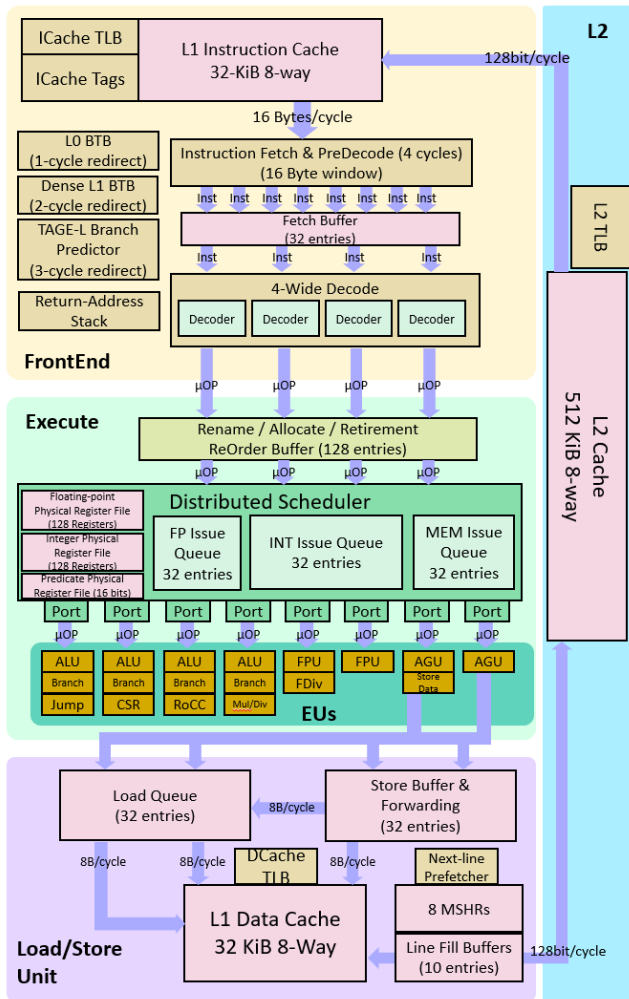 ICache TLB
ICache Tags
L1 Instruction Cache
32-KiB 8-way
L2
128bit/cycle
16 Bytes/cycle
L0 BTB
(1-cycle redirect)
Dense L1 BTB
(2-cycle redirect)
TAGE-L Branch
Predictor
(3-cycle redirect)
Return-Address
Stack
Instruction Fetch & PreDecode (4 cycles)
(16 Byte window)
Inst Inst Inst Inst Inst Inst Inst Inst
Fetch Buffer
(32 entries)
Inst Inst Inst Inst
4-Wide Decode
Decoder Decoder Decoder Decoder
FrontEnd
L2 TLB
L2 Cache
512 KiB 8-way
μOP μOP μOP μOP
Execute
Rename / Allocate / Retirement
ReOrder Buffer (128 entries)
μOP μOP μOP μOP
Distributed Scheduler
Floating-point
Physical Register File
(128 Registers)
Integer Physical
Register File
(128 Registers)
Predicate Physical
Register File (16 bits)
FP Issue
Queue
32 entries
INT Issue Queue
32 entries
MEM Issue
Queue
32 entries
Port Port Port Port Port Port Port Port
μOP μOP μOP μOP μOP μOP μOP μOP
ALU ALU ALU ALU FPU FPU AGU AGU
Branch Branch Branch Branch FDiv Store
Data
Jump CSR RoCC Mul/Div
EUs
Load Queue
(32 entries)
8B/cycle
Store Buffer &
Forwarding
(32 entries)
8B/cycle 8B/cycle 8B/cycle
DCache
TLB
Next-line
Prefetcher
L1 Data Cache
32 KiB 8-Way
8 MSHRs
Line Fill Buffers
(10 entries)
128bit/cycle
Load/Store
Unit